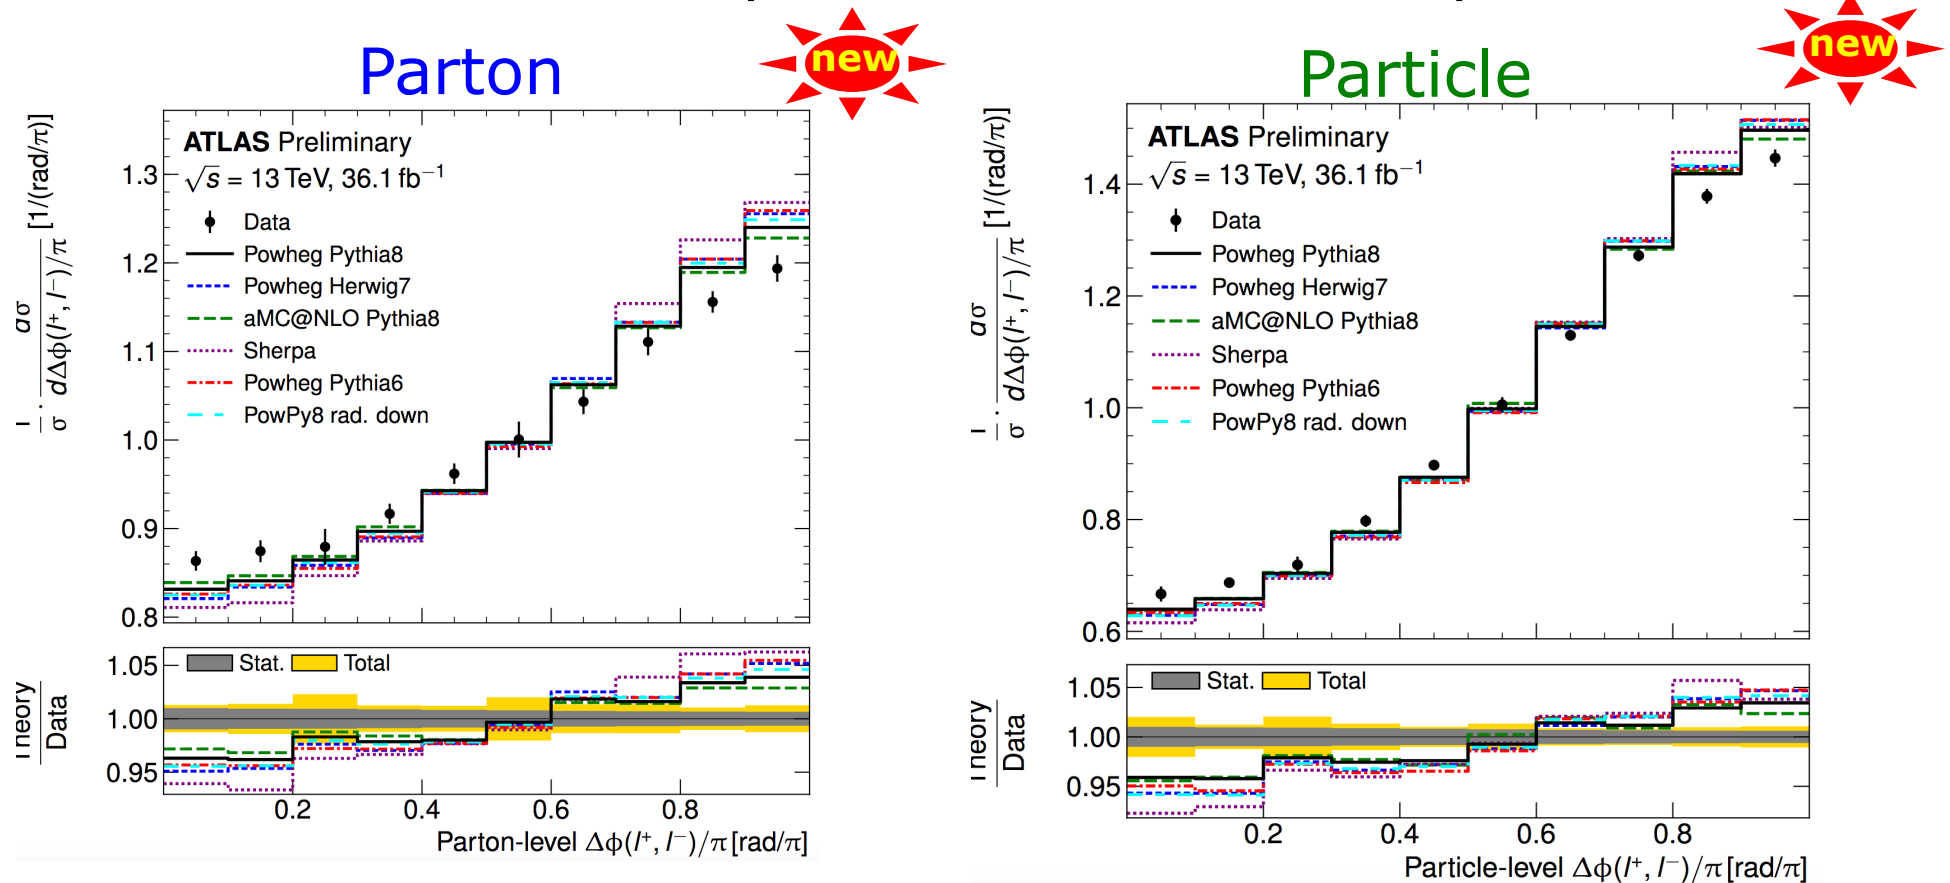 Parton
new
Particle
new
ATLAS Preliminary
√s = 13 TeV, 36.1 fb⁻¹
Data
Powheg Pythia8
Powheg Herwig7
aMC@NLO Pythia8
Sherpa
Powheg Pythia6
PowPy8 rad. down
1.3
1.2
1.1
1.0
0.9
0.8
σ · dΔϕ(l⁺, l⁻)/π [1/(rad/π)]
Stat. Total
1.05
1.00
0.95
Data
0.2 0.4 0.6 0.8
Parton-level Δϕ(l⁺, l⁻)/π [rad/π]
ATLAS Preliminary
√s = 13 TeV, 36.1 fb⁻¹
Data
Powheg Pythia8
Powheg Herwig7
aMC@NLO Pythia8
Sherpa
Powheg Pythia6
PowPy8 rad. down
1.4
1.2
1.0
0.8
0.6
σ · dΔϕ(l⁺, l⁻)/π [1/(rad/π)]
Stat. Total
1.05
1.00
0.95
Data
0.2 0.4 0.6 0.8
Particle-level Δϕ(l⁺, l⁻)/π [rad/π]